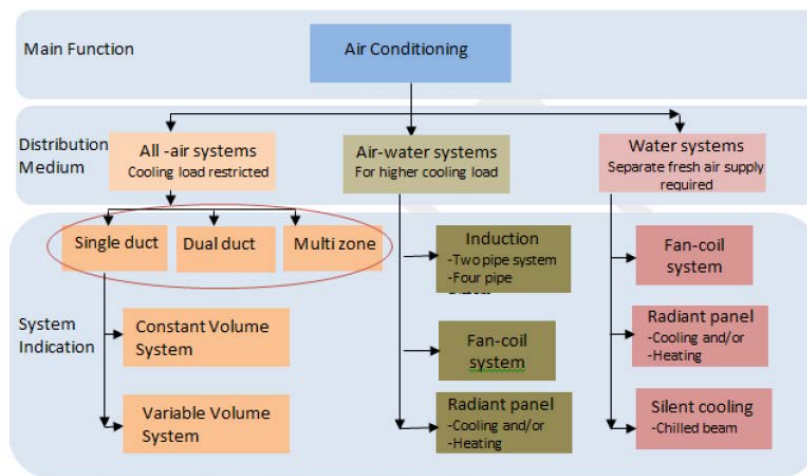 Main Function
Air Conditioning
Distribution
Medium
All -air systems
Cooling load restricted
Air-water systems
For higher cooling load
Water systems
Separate fresh air supply
required
Single duct
Dual duct
Multi zone
Induction
-Two pipe system
-Four pipe
Fan-coil
system
System
Indication
Constant Volume
System
Fan-coil
system
Radiant panel
-Cooling and/or
-Heating
Variable Volume
System
Radiant panel
-Cooling and/or
-Heating
Silent cooling
-Chilled beam